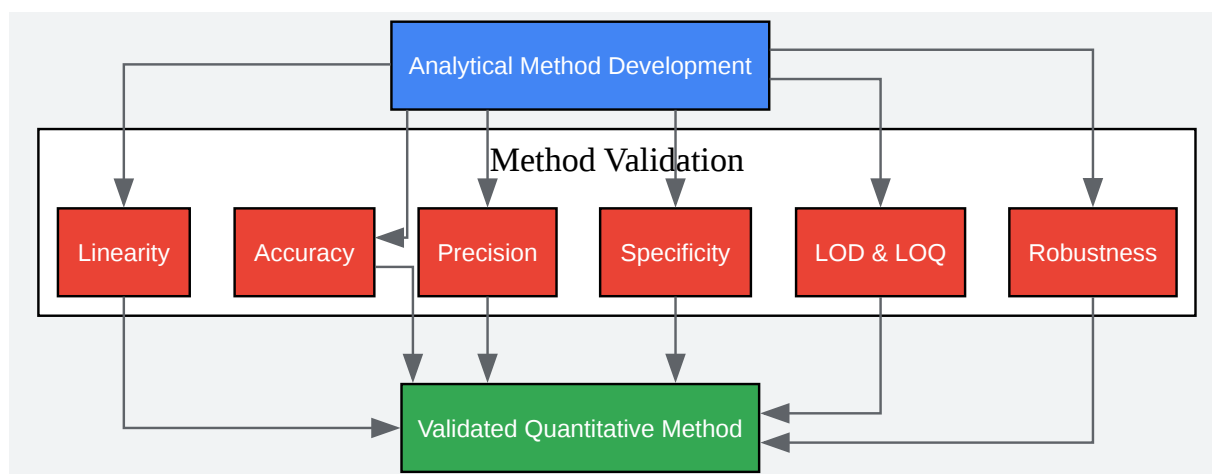 Analytical Method Development
Method Validation
Linearity
Accuracy
Precision
Specificity
LOD & LOQ
Robustness
Validated Quantitative Method